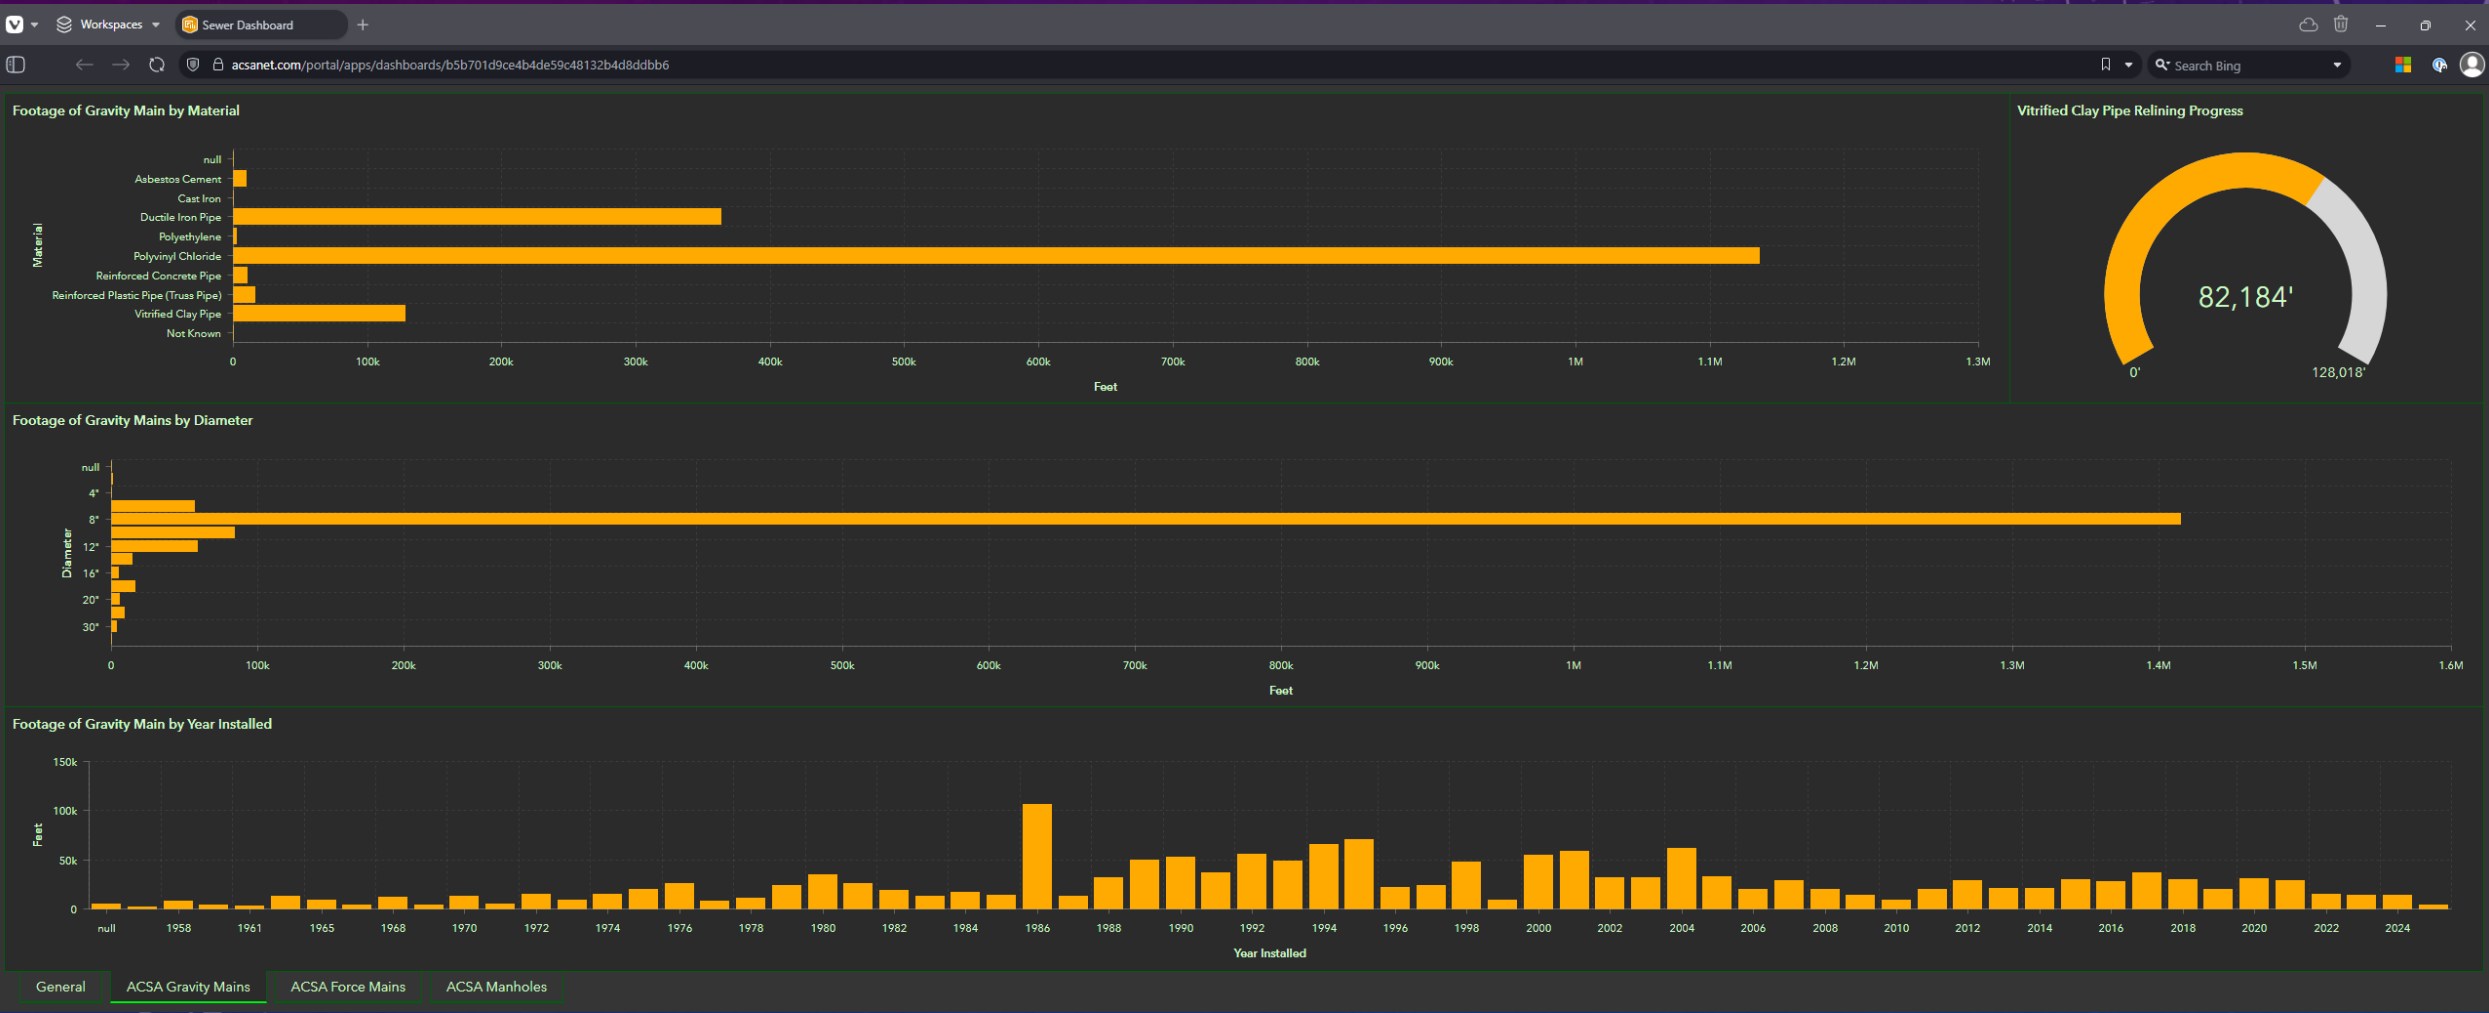 Workspaces
Sewer Dashboard
acsanet.com/portal/apps/dashboards/b5b701d9ce4b4de59c48132b4d8ddbb6
Search Bing
Footage of Gravity Main by Material
Material
null
Asbestos Cement
Cast Iron
Ductile Iron Pipe
Polyethylene
Polyvinyl Chloride
Reinforced Concrete Pipe
Reinforced Plastic Pipe (Truss Pipe)
Vitrified Clay Pipe
Not Known
0 100k 200k 300k 400k 500k 600k 700k 800k 900k 1M 1.1M 1.2M 1.3M
Feet
Vitrified Clay Pipe Relining Progress
82,184'
0' 128,018'
Footage of Gravity Mains by Diameter
Diameter
null
4"
8"
12"
16"
20"
30"
0 100k 200k 300k 400k 500k 600k 700k 800k 900k 1M 1.1M 1.2M 1.3M 1.4M 1.5M 1.6M
Feet
Footage of Gravity Main by Year Installed
Feet
150k
100k
50k
0
null 1958 1961 1965 1968 1970 1972 1974 1976 1978 1980 1982 1984 1986 1988 1990 1992 1994 1996 1998 2000 2002 2004 2006 2008 2010 2012 2014 2016 2018 2020 2022 2024
Year Installed
General ACSA Gravity Mains ACSA Force Mains ACSA Manholes